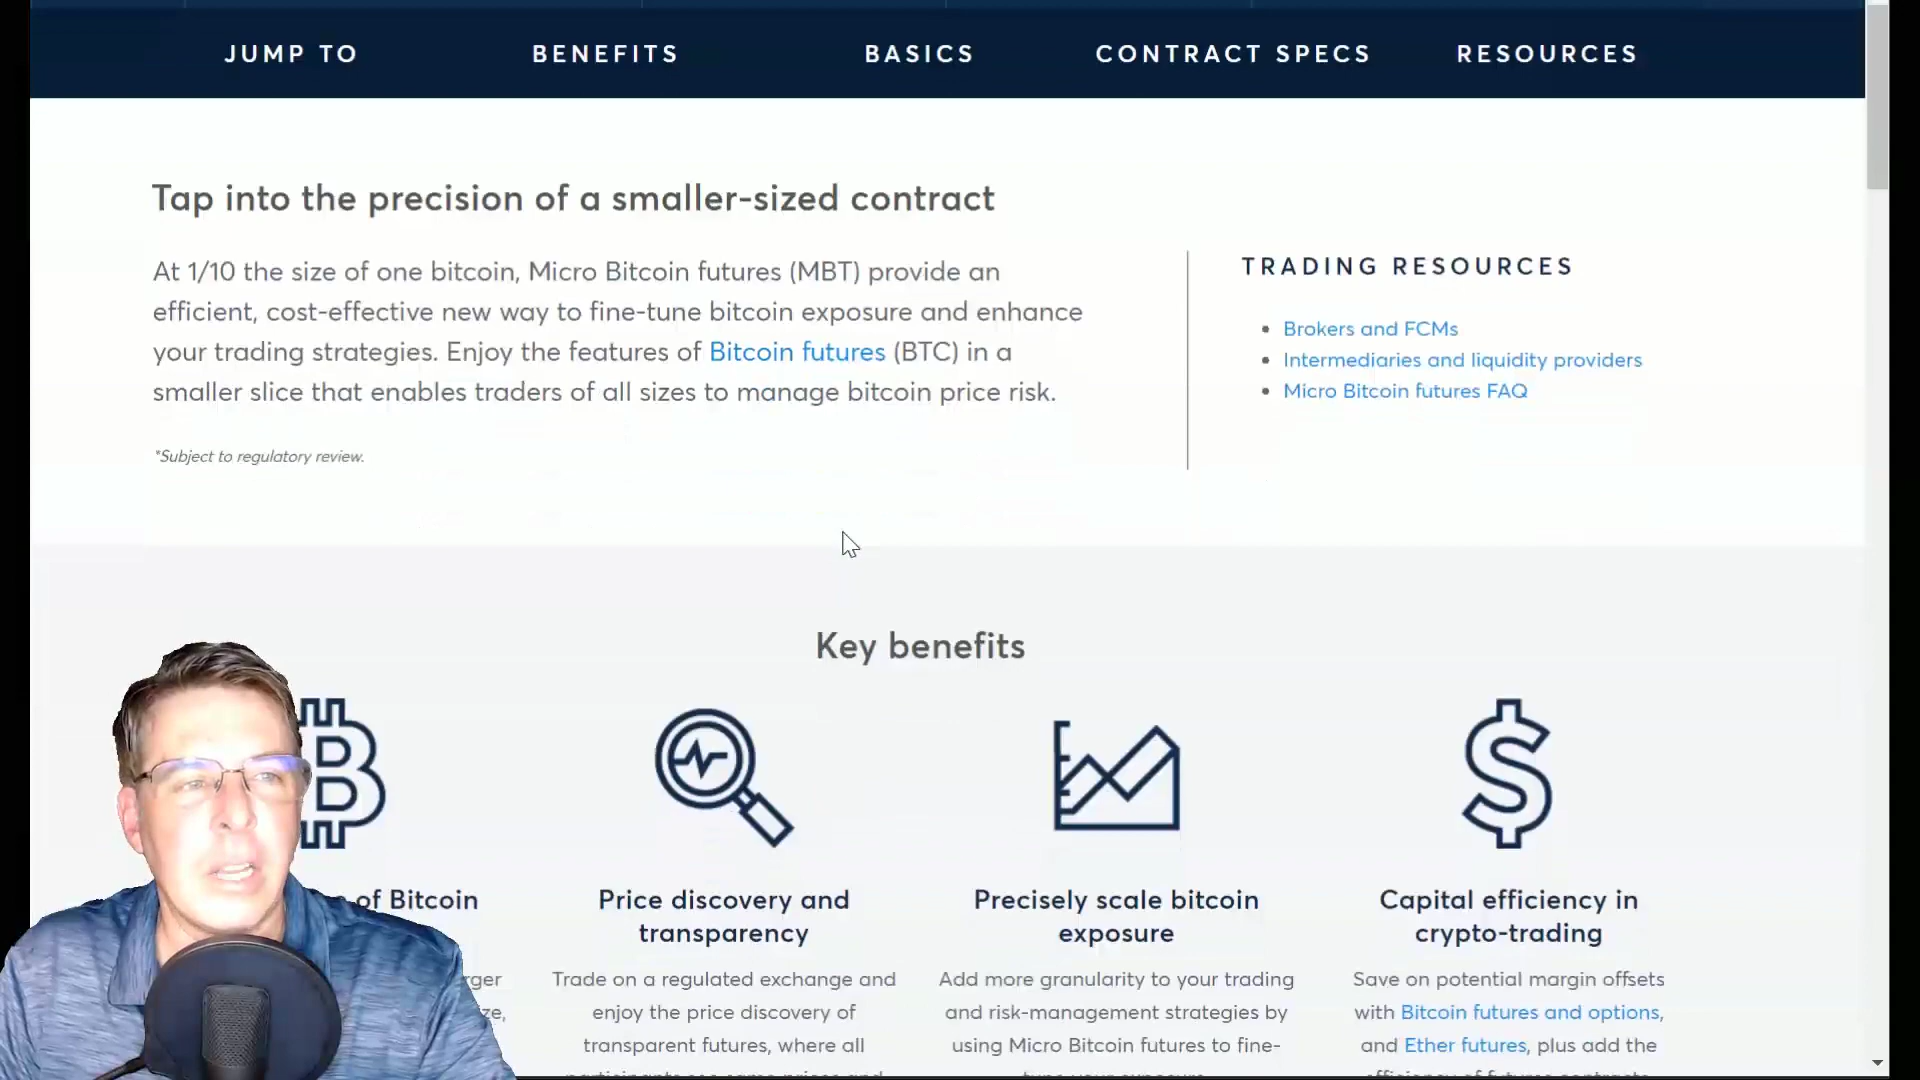 JUMP TO
BENEFITS
BASICS
CONTRACT SPECS
RESOURCES
Tap into the precision of a smaller-sized contract
At 1/10 the size of one bitcoin, Micro Bitcoin futures (MBT) provide an
efficient, cost-effective new way to fine-tune bitcoin exposure and enhance
your trading strategies. Enjoy the features of Bitcoin futures (BTC) in a
smaller slice that enables traders of all sizes to manage bitcoin price risk.
*Subject to regulatory review.
TRADING RESOURCES
• Brokers and FCMs
• Intermediaries and liquidity providers
• Micro Bitcoin futures FAQ
Key benefits
of Bitcoin
Price discovery and
transparency
Trade on a regulated exchange and
enjoy the price discovery of
transparent futures, where all
Precisely scale bitcoin
exposure
Add more granularity to your trading
and risk-management strategies by
using Micro Bitcoin futures to fine-
Capital efficiency in
crypto-trading
Save on potential margin offsets
with Bitcoin futures and options,
and Ether futures, plus add the